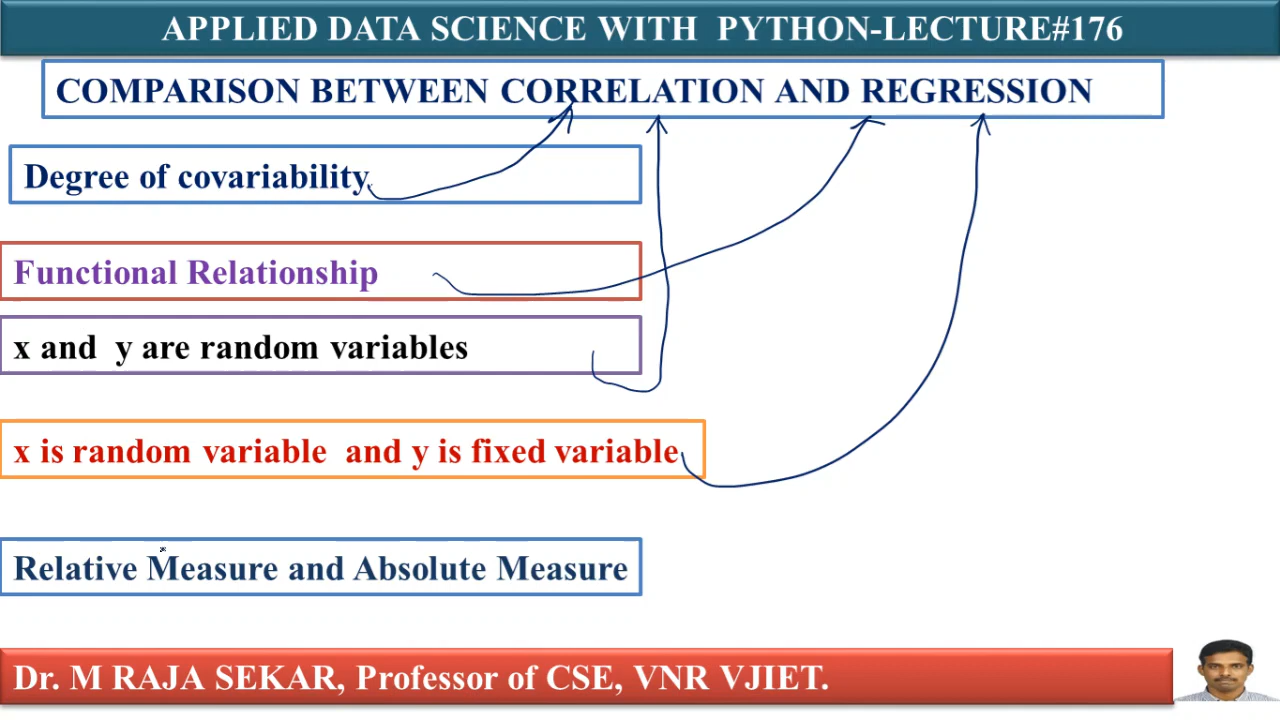 APPLIED DATA SCIENCE WITH PYTHON-LECTURE#176
COMPARISON BETWEEN CORRELATION AND REGRESSION
Degree of covariability
Functional Relationship
x and y are random variables
x is random variable and y is fixed variable
Relative Measure and Absolute Measure
Dr. M RAJA SEKAR, Professor of CSE, VNR VJIET.